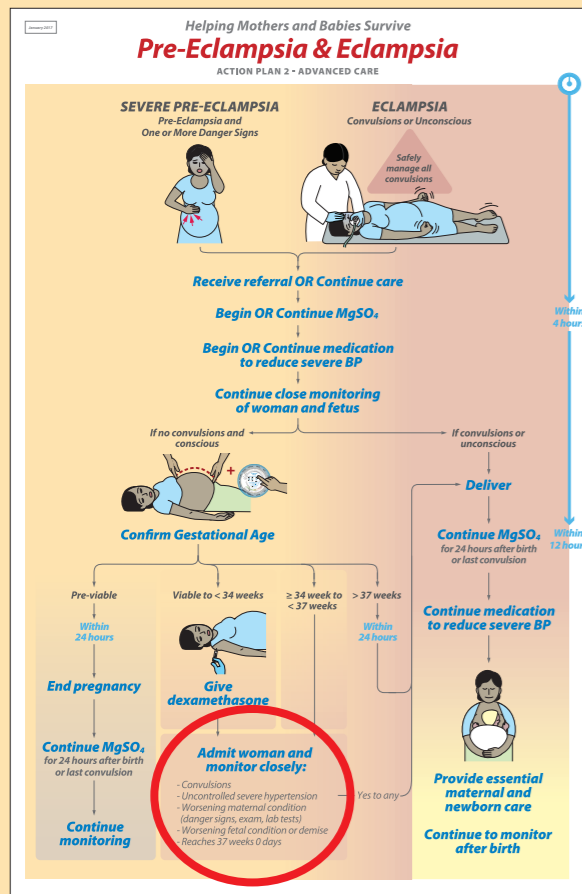 January 2017
Helping Mothers and Babies Survive
Pre-Eclampsia & Eclampsia
ACTION PLAN 2 • ADVANCED CARE
SEVERE PRE-ECLAMPSIA
Pre-Eclampsia and
One or More Danger Signs
ECLAMPSIA
Convulsions or Unconscious
Safely
manage all
convulsions
Receive referral OR Continue care
Begin OR Continue MgSO₄
Begin OR Continue medication
to reduce severe BP
Continue close monitoring
of woman and fetus
Within
4 hours
If no convulsions and
conscious
If convulsions or
unconscious
+
Confirm Gestational Age
Deliver
Continue MgSO₄
for 24 hours after birth
or last convulsion
Within
12 hours
Continue medication
to reduce severe BP
Pre-viable
Within
24 hours
End pregnancy
Continue MgSO₄
for 24 hours after birth
or last convulsion
Continue
monitoring
Viable to < 34 weeks
Give
dexamethasone
≥ 34 week to
< 37 weeks
> 37 weeks
Within
24 hours
Admit woman and
monitor closely:
- Convulsions
- Uncontrolled severe hypertension
- Worsening maternal condition
(danger signs, exam, lab tests)
- Worsening fetal condition or demise
- Reaches 37 weeks 0 days
Yes to any
Provide essential
maternal and
newborn care
Continue to monitor
after birth